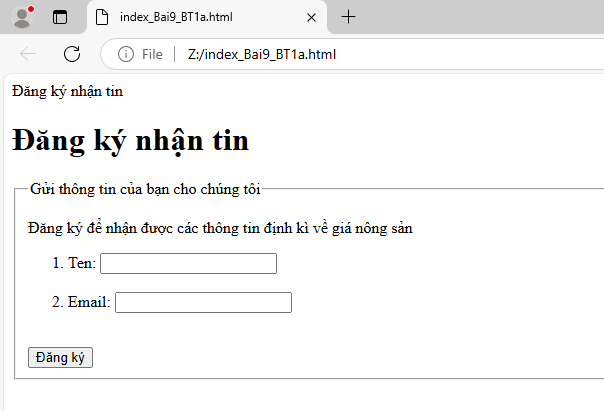 index_Bai9_BT1a.html
File
Z:/index_Bai9_BT1a.html
Đăng ký nhận tin
Đăng ký nhận tin
Gửi thông tin của bạn cho chúng tôi
Đăng ký để nhận được các thông tin định kì về giá nông sản
1. Ten:
2. Email:
Đăng ký